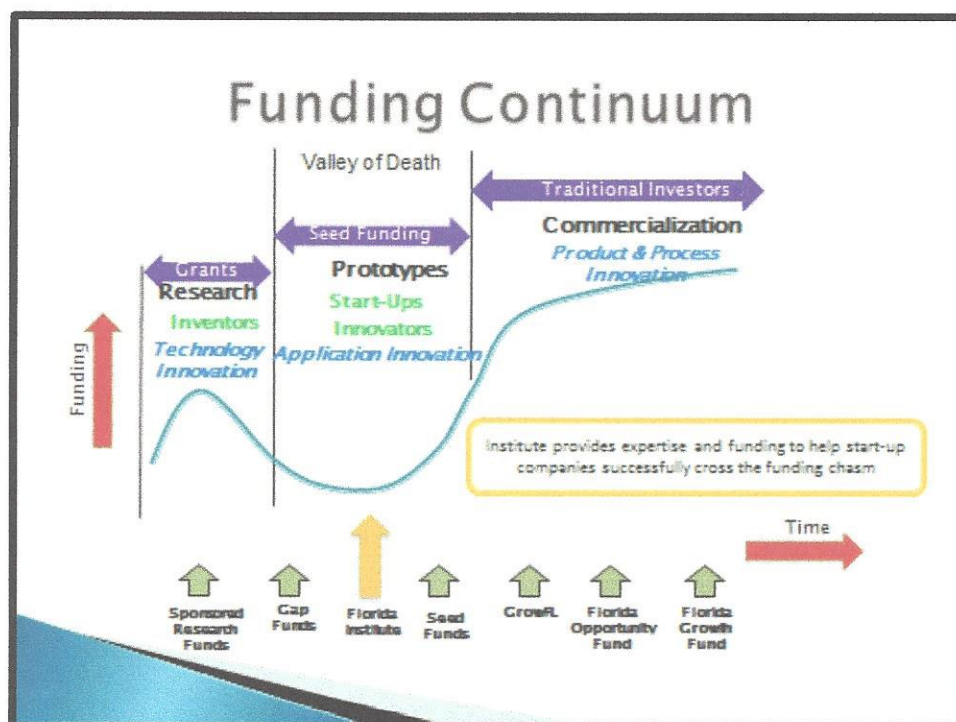 Funding Continuum
Valley of Death
Traditional Investors
Commercialization
Product & Process
Innovation
Seed Funding
Prototypes
Start-Ups
Innovators
Application Innovation
Grants
Research
Inventors
Technology
Innovation
Funding
Institute provides expertise and funding to help start-up
companies successfully cross the funding chasm
Time
Sponsored
Research
Funds
Gap
Funds
Florida
Institute
Seed
Funds
GrowFL
Florida
Opportunity
Fund
Florida
Growth
Fund